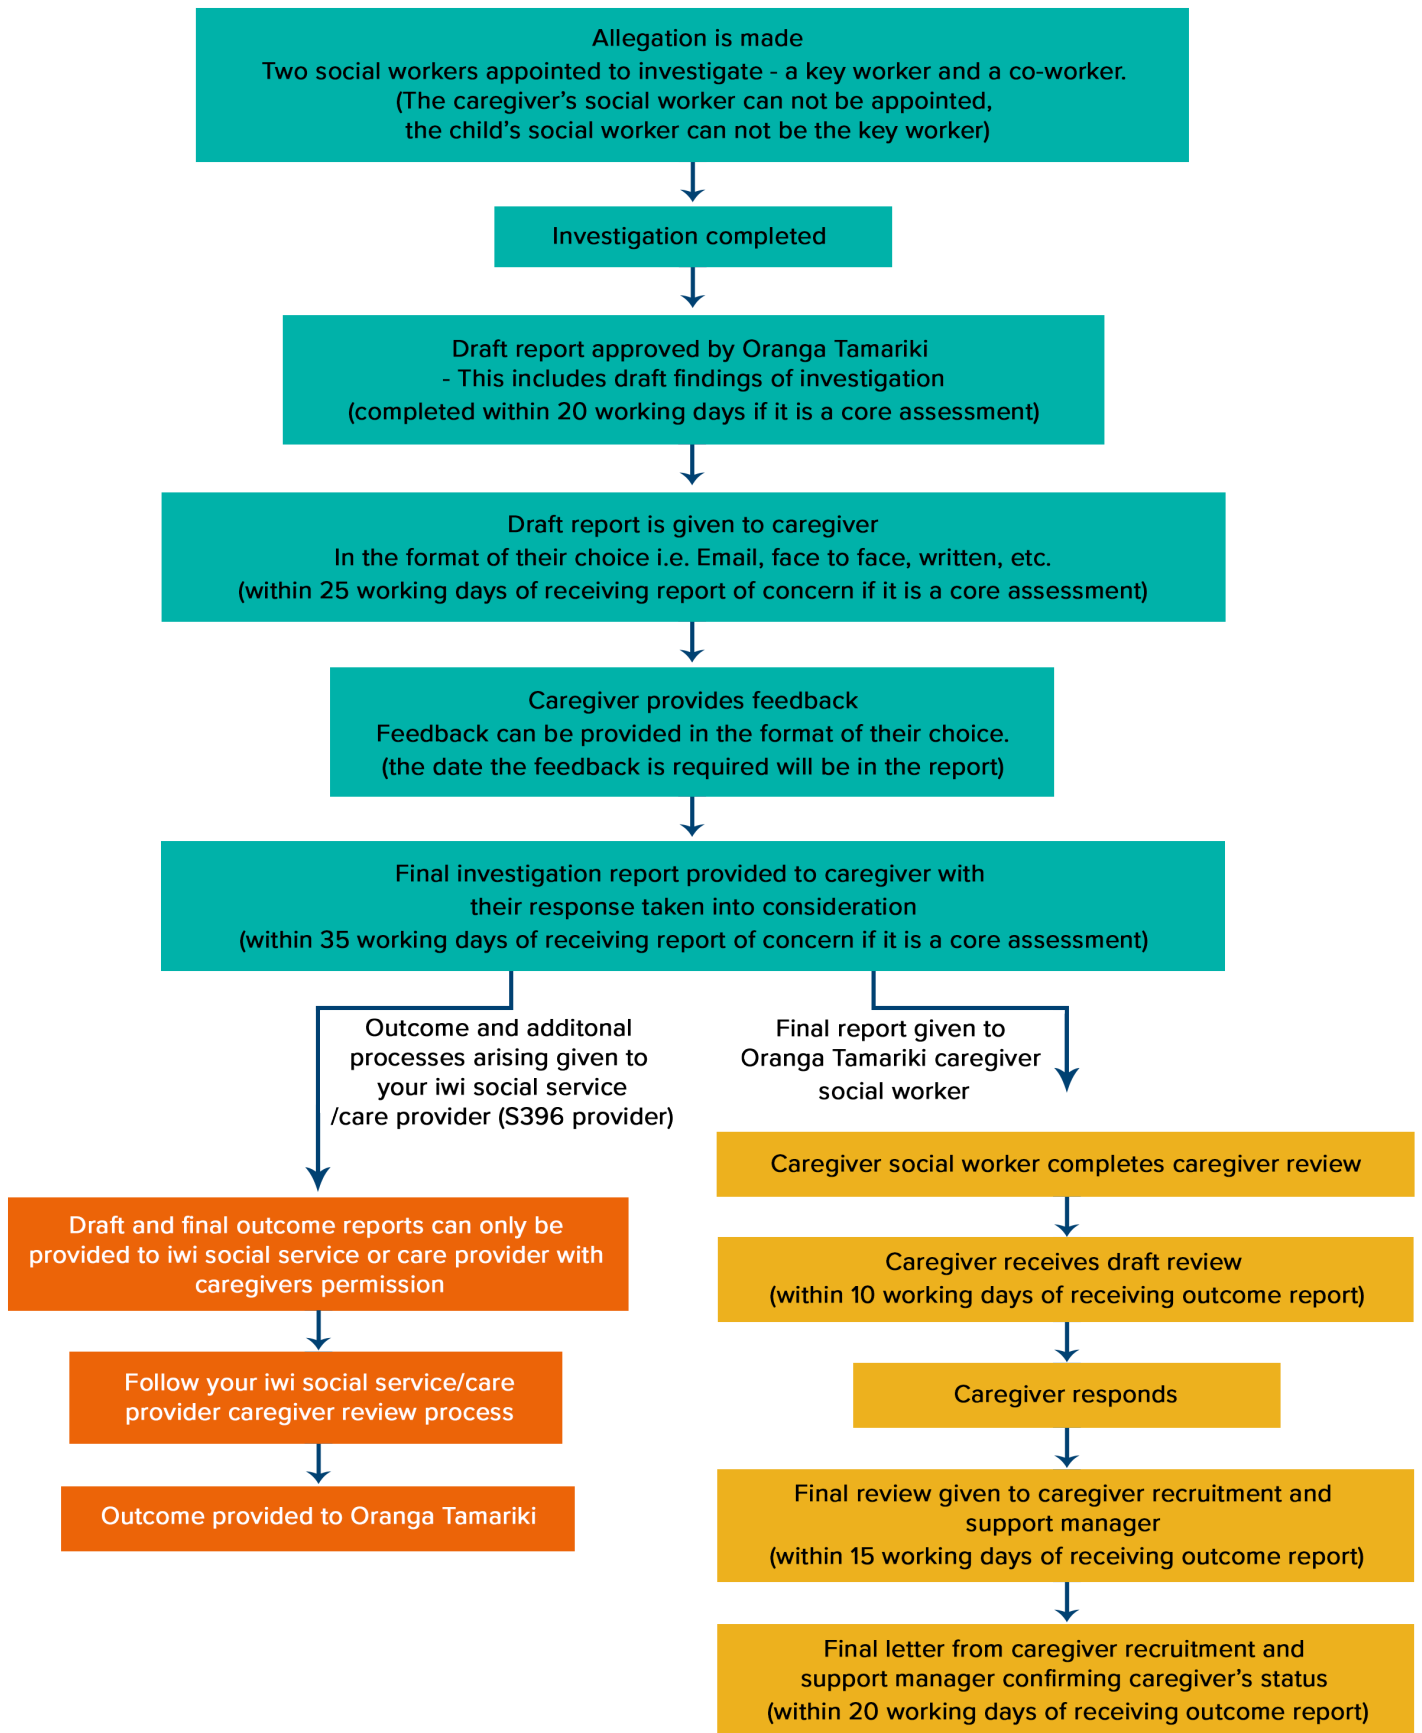 Allegation is made
Two social workers appointed to investigate - a key worker and a co-worker.
(The caregiver’s social worker can not be appointed,
the child’s social worker can not be the key worker)
Investigation completed
Draft report approved by Oranga Tamariki
- This includes draft findings of investigation
(completed within 20 working days if it is a core assessment)
Draft report is given to caregiver
In the format of their choice i.e. Email, face to face, written, etc.
(within 25 working days of receiving report of concern if it is a core assessment)
Caregiver provides feedback
Feedback can be provided in the format of their choice.
(the date the feedback is required will be in the report)
Final investigation report provided to caregiver with
their response taken into consideration
(within 35 working days of receiving report of concern if it is a core assessment)
Outcome and additonal
processes arising given to
your iwi social service
/care provider (S396 provider)
Draft and final outcome reports can only be
provided to iwi social service or care provider with
caregivers permission
Follow your iwi social service/care
provider caregiver review process
Outcome provided to Oranga Tamariki
Final report given to
Oranga Tamariki caregiver
social worker
Caregiver social worker completes caregiver review
Caregiver receives draft review
(within 10 working days of receiving outcome report)
Caregiver responds
Final review given to caregiver recruitment and
support manager
(within 15 working days of receiving outcome report)
Final letter from caregiver recruitment and
support manager confirming caregiver’s status
(within 20 working days of receiving outcome report)